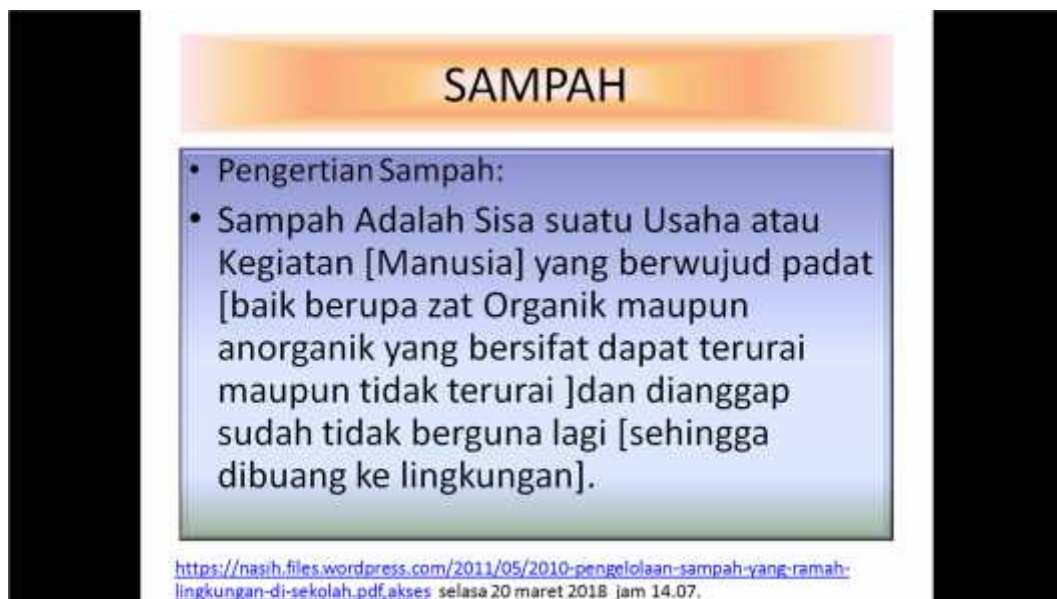 SAMPAH
• Pengertian Sampah:
• Sampah Adalah Sisa suatu Usaha atau
Kegiatan [Manusia] yang berwujud padat
[baik berupa zat Organik maupun
anorganik yang bersifat dapat terurai
maupun tidak terurai ]dan dianggap
sudah tidak berguna lagi [sehingga
dibuang ke lingkungan].
https://nasih.files.wordpress.com/2011/05/2010-pengelolaan-sampah-yang-ramah-
lingkungan-di-sekolah.pdf,akses selasa 20 maret 2018 jam 14.07.